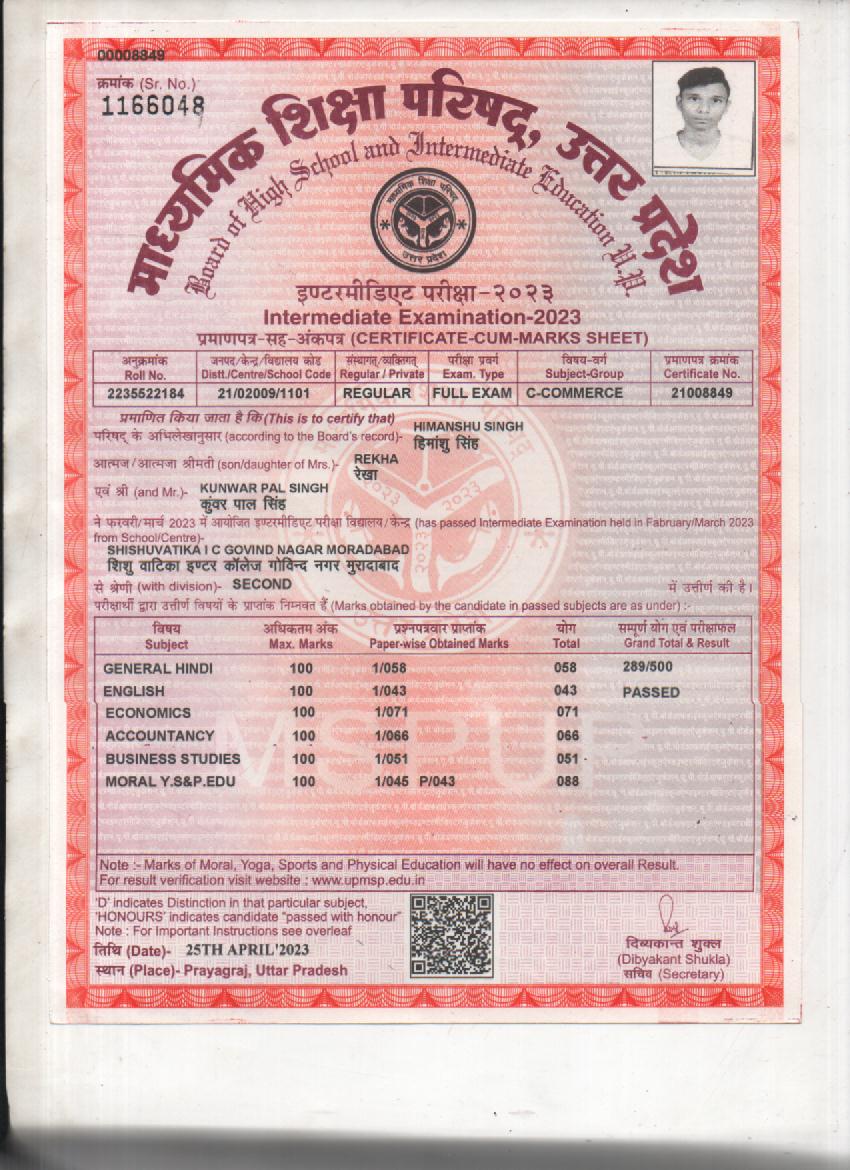 00008849
क्रमांक (Sr. No.)
1166048
माध्यमिक शिक्षा परिषद्, उत्तर प्रदेश
Board of High School and Intermediate Education U.P.
माध्यमिक शिक्षा परिषद्
उत्तर प्रदेश
इण्टरमीडिएट परीक्षा-२०२३
Intermediate Examination-2023
प्रमाणपत्र-सह-अंकपत्र (CERTIFICATE-CUM-MARKS SHEET)
अनुक्रमांक जनपद/केन्द्र/विद्यालय कोड संस्थागत/व्यक्तिगत परीक्षा प्रवर्ग विषय-वर्ग प्रमाणपत्र क्रमांक
Roll No. Distt./Centre/School Code Regular / Private Exam. Type Subject-Group Certificate No.
2235522184 21/02009/1101 REGULAR FULL EXAM C-COMMERCE 21008849
प्रमाणित किया जाता है कि (This is to certify that)
HIMANSHU SINGH
परिषद् के अभिलेखानुसार (according to the Board's record)- हिमांशु सिंह
REKHA
आत्मज/आत्मजा श्रीमती (son/daughter of Mrs.)- रेखा
एवं श्री (and Mr.)- KUNWAR PAL SINGH
कुंवर पाल सिंह
ने फरवरी/मार्च 2023 में आयोजित इण्टरमीडिएट परीक्षा विद्यालय/केन्द्र (has passed Intermediate Examination held in Fabruary/March 2023
from School/Centre)-
SHISHUVATIKA I C GOVIND NAGAR MORADABAD
शिशु वाटिका इण्टर कॉलेज गोविन्द नगर मुरादाबाद
से श्रेणी (with division)- SECOND में उत्तीर्ण की है।
परीक्षार्थी द्वारा उत्तीर्ण विषयों के प्राप्तांक निम्नवत हैं (Marks obtained by the candidate in passed subjects are as under) :-
विषय अधिकतम अंक प्रश्नपत्रवार प्राप्तांक योग सम्पूर्ण योग एवं परीक्षाफल
Subject Max. Marks Paper-wise Obtained Marks Total Grand Total & Result
GENERAL HINDI 100 1/058 058 289/500
ENGLISH 100 1/043 043 PASSED
ECONOMICS 100 1/071 071
ACCOUNTANCY 100 1/066 066
BUSINESS STUDIES 100 1/051 051
MORAL Y.S&P.EDU 100 1/045 P/043 088
MSPUP
Note :- Marks of Moral, Yoga, Sports and Physical Education will have no effect on overall Result.
For result verification visit website : www.upmsp.edu.in
'D' indicates Distinction in that particular subject,
'HONOURS' indicates candidate "passed with honour"
Note : For Important Instructions see overleaf
तिथि (Date)- 25TH APRIL'2023
स्थान (Place)- Prayagraj, Uttar Pradesh
दिव्यकान्त शुक्ल
(Dibyakant Shukla)
सचिव (Secretary)